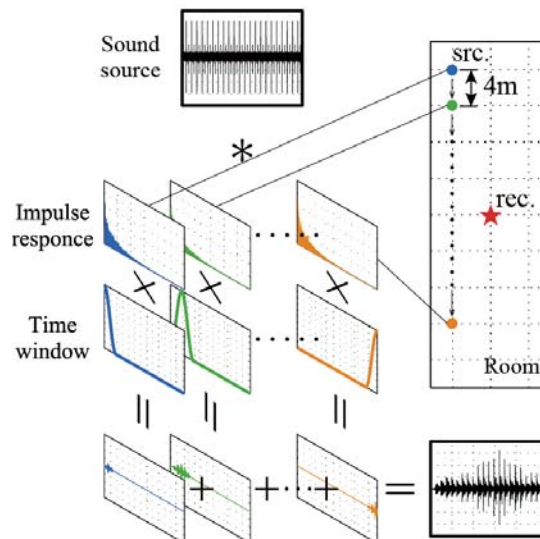 Sound
source
src.
4m
*
rec.
Impulse
responce
×
×
......
×
Time
window
×
×
......
×
Room
=
=
=
+
+
...
+
=